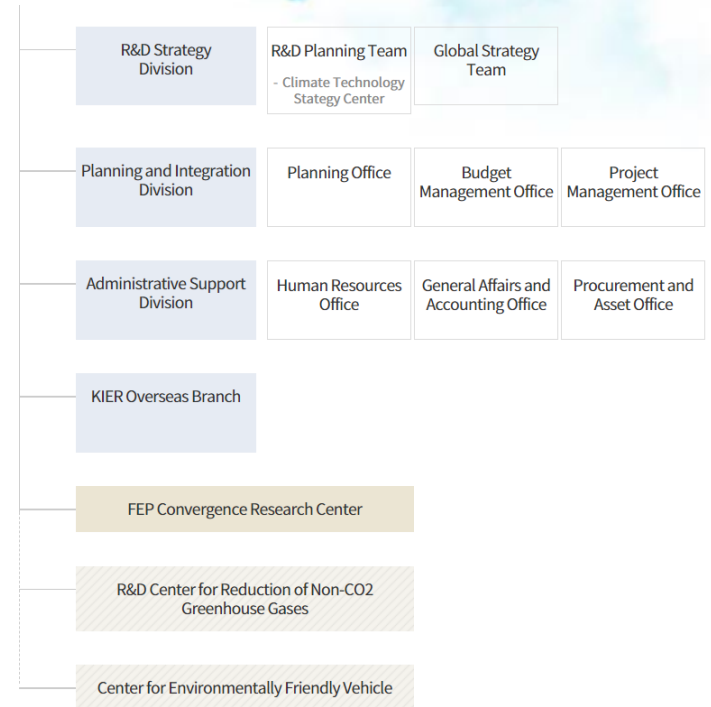 R&D Strategy
Division
R&D Planning Team
- Climate Technology
Stategy Center
Global Strategy
Team
Planning and Integration
Division
Planning Office
Budget
Management Office
Project
Management Office
Administrative Support
Division
Human Resources
Office
General Affairs and
Accounting Office
Procurement and
Asset Office
KIER Overseas Branch
FEP Convergence Research Center
R&D Center for Reduction of Non-CO2
Greenhouse Gases
Center for Environmentally Friendly Vehicle